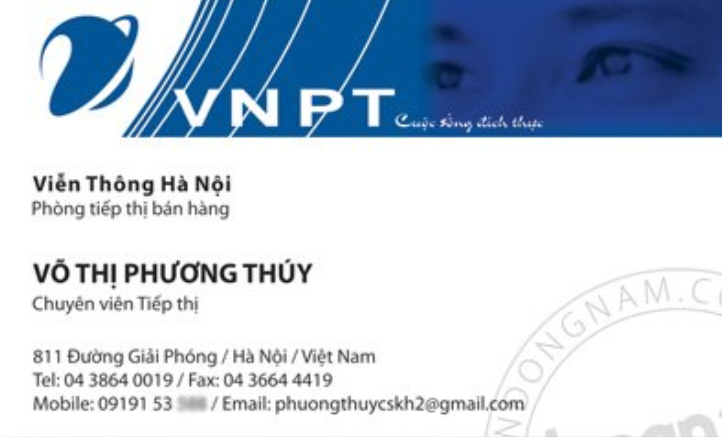 VNPT
Cuộc sống đích thực
Viễn Thông Hà Nội
Phòng tiếp thị bán hàng
VÕ THỊ PHƯƠNG THÚY
Chuyên viên Tiếp thị
811 Đường Giải Phóng / Hà Nội / Việt Nam
Tel: 04 3864 0019 / Fax: 04 3664 4419
Mobile: 09191 53 / Email: phuongthuycskh2@gmail.com
NDONGNAM.CO